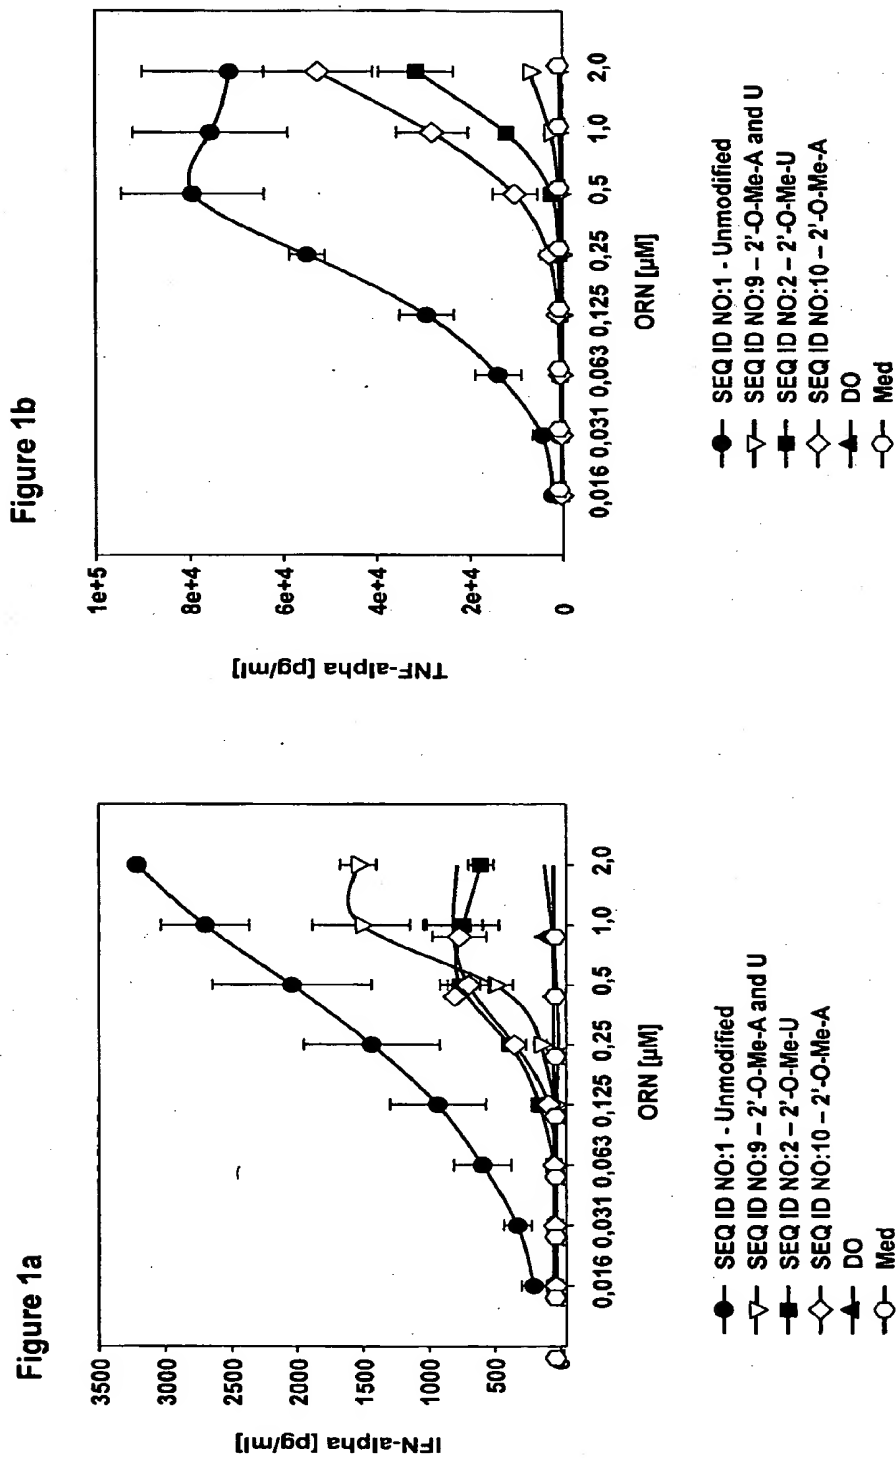 Figure 1a
IFN-alpha [pg/ml]
3500
3000
2500
2000
1500
1000
500
0
0,016 0,031 0,063 0,125 0,25 0,5 1,0 2,0
ORN [µM]
SEQ ID NO:1 - Unmodified
SEQ ID NO:9 – 2'-O-Me-A and U
SEQ ID NO:2 – 2'-O-Me-U
SEQ ID NO:10 – 2'-O-Me-A
DO
Med
Figure 1b
TNF-alpha [pg/ml]
1e+5
8e+4
6e+4
4e+4
2e+4
0
0,016 0,031 0,063 0,125 0,25 0,5 1,0 2,0
ORN [µM]
SEQ ID NO:1 - Unmodified
SEQ ID NO:9 – 2'-O-Me-A and U
SEQ ID NO:2 – 2'-O-Me-U
SEQ ID NO:10 – 2'-O-Me-A
DO
Med